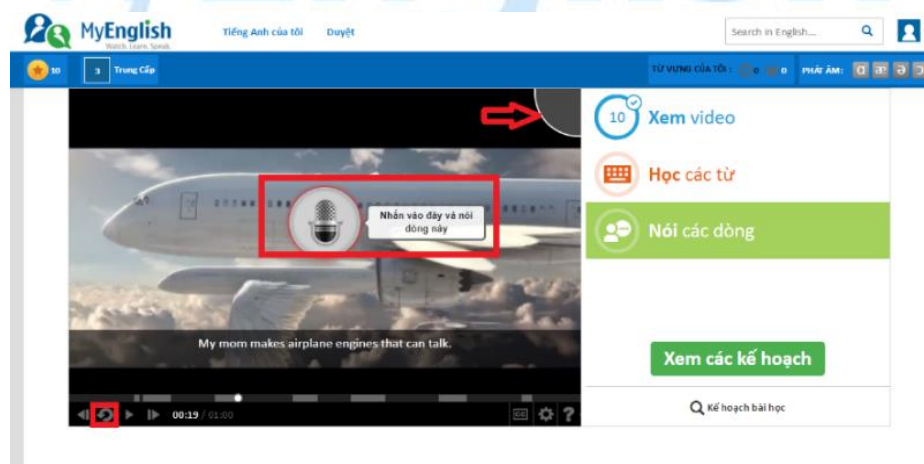 MyEnglish
Watch. Learn. Speak.
Tiếng Anh của tôi Duyệt
Search in English...
10
3 Trung Cấp
TỪ VỰNG CỦA TÔI: 0 0 PHÁT ÂM: ɑ æ ə ɔ
10 Xem video
Học các từ
Nhấn vào đây và nói
dòng này
Nói các dòng
My mom makes airplane engines that can talk.
Xem các kế hoạch
00:19 / 01:00
CC ?
Kế hoạch bài học